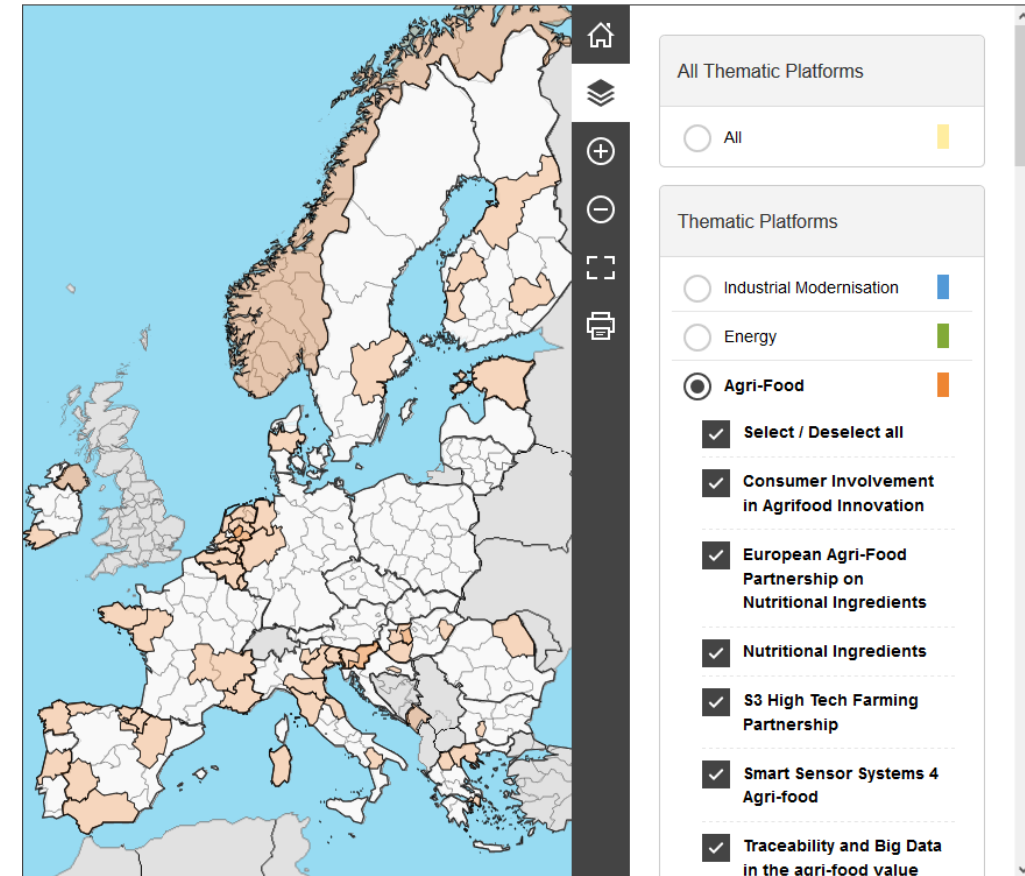 All Thematic Platforms
All
Thematic Platforms
Industrial Modernisation
Energy
Agri-Food
Select / Deselect all
Consumer Involvement
in Agrifood Innovation
European Agri-Food
Partnership on
Nutritional Ingredients
Nutritional Ingredients
S3 High Tech Farming
Partnership
Smart Sensor Systems 4
Agri-food
Traceability and Big Data
in the agri-food value